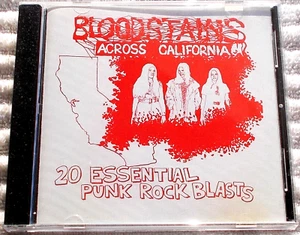 BLOODSTAINS
ACROSS CALIFORNIA
20 ESSENTIAL
PUNK ROCK BLASTS